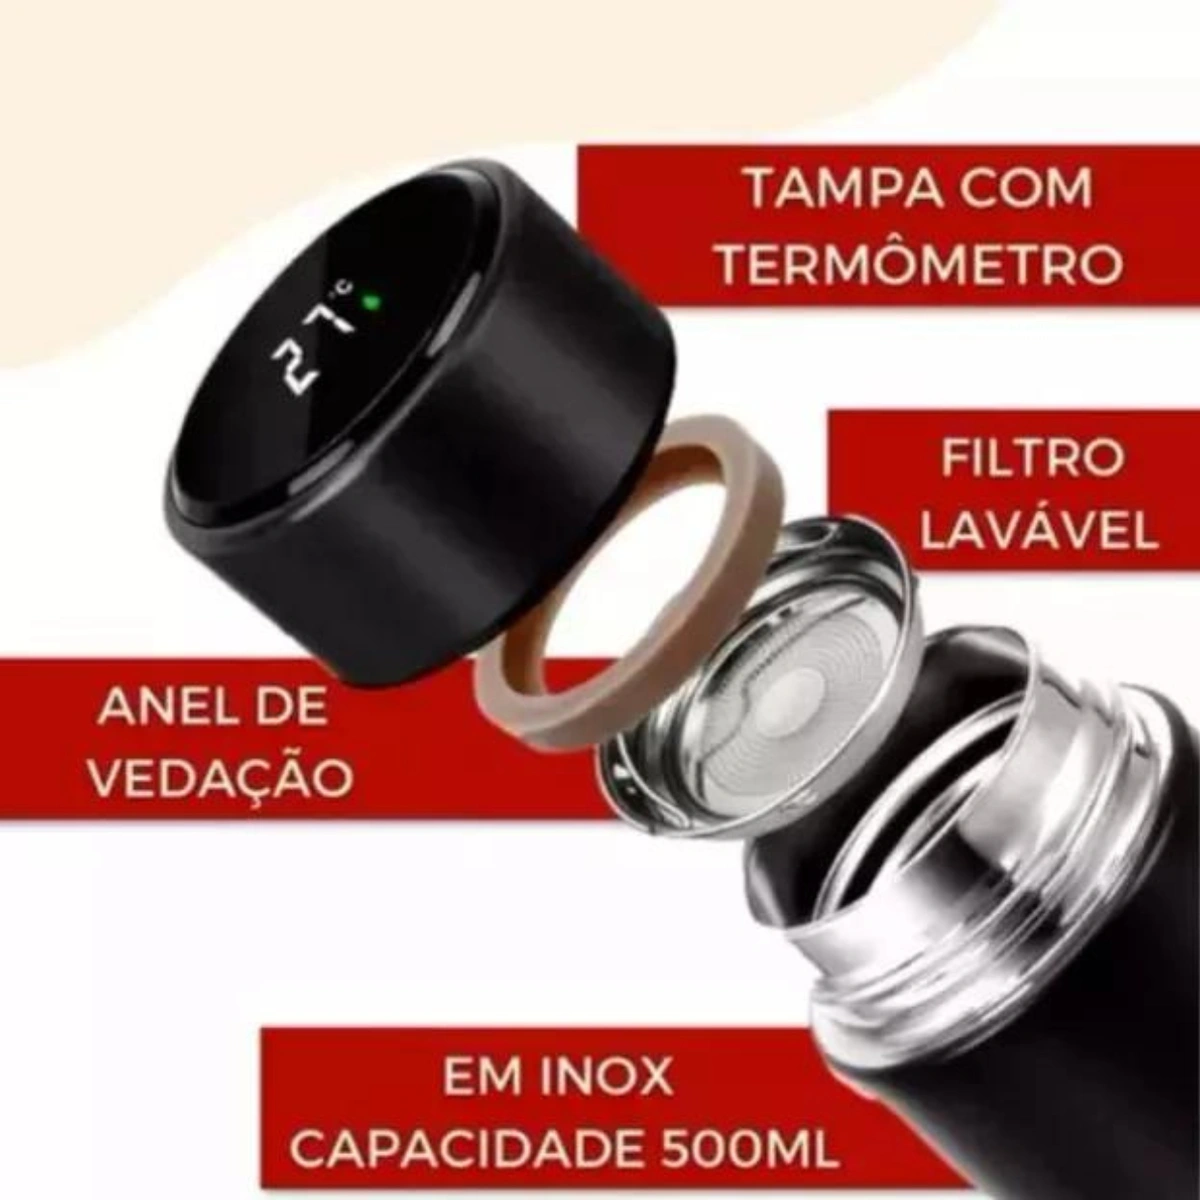 TAMPA COM
TERMÔMETRO
27°C
FILTRO
LAVÁVEL
ANEL DE
VEDAÇÃO
EM INOX
CAPACIDADE 500ML